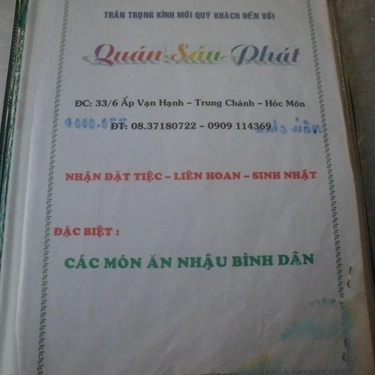 TRÂN TRỌNG KÍNH MỜI QUÝ KHÁCH ĐẾN VỚI
Quán Sáu Phát
ĐC: 33/6 Ấp Vạn Hạnh – Trung Chánh – Hóc Môn
ĐT: 08.37180722 – 0909 114369
NHẬN ĐẶT TIỆC – LIÊN HOAN – SINH NHẬT
ĐẶC BIỆT :
CÁC MÓN ĂN NHẬU BÌNH DÂN